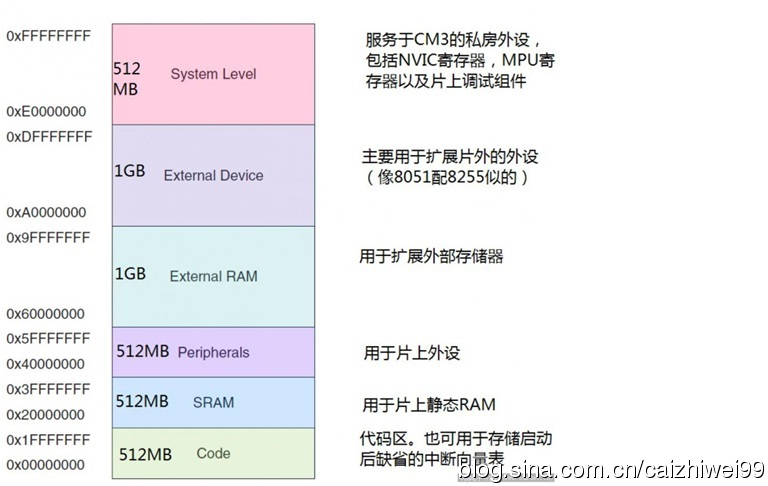 0xFFFFFFFF
512
MB
System Level
服务于CM3的私房外设，
包括NVIC寄存器，MPU寄
存器以及片上调试组件
0xE0000000
0xDFFFFFFF
1GB
External Device
主要用于扩展片外的外设
（像8051配8255似的）
0xA0000000
0x9FFFFFFF
1GB
External RAM
用于扩展外部存储器
0x60000000
0x5FFFFFFF
512MB
Peripherals
用于片上外设
0x40000000
0x3FFFFFFF
512MB
SRAM
用于片上静态RAM
0x20000000
0x1FFFFFFF
512MB
Code
代码区。也可用于存储启动
后缺省的中断向量表
0x00000000
blog.sina.com.cn/caizhiwei99